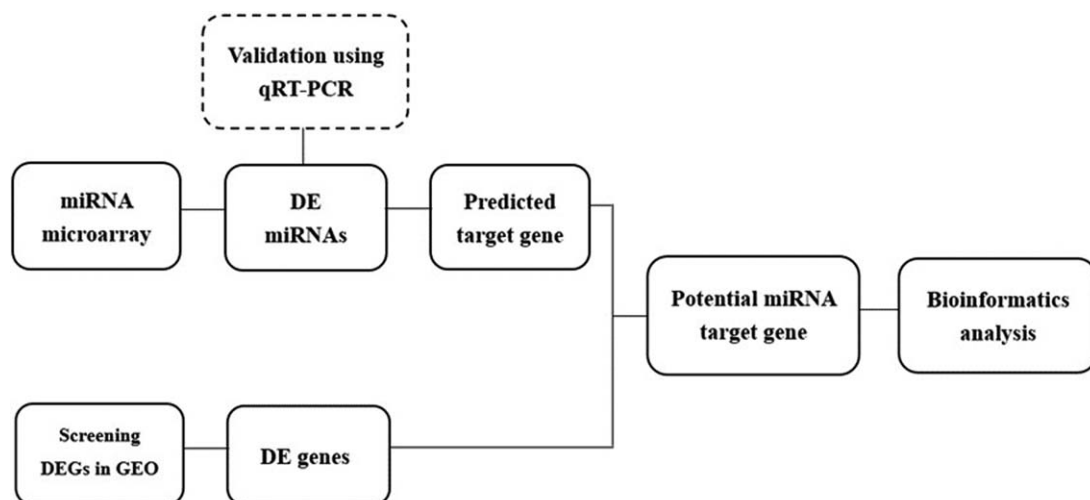 Validation using
qRT-PCR
miRNA
microarray
DE
miRNAs
Predicted
target gene
Potential miRNA
target gene
Bioinformatics
analysis
Screening
DEGs in GEO
DE genes